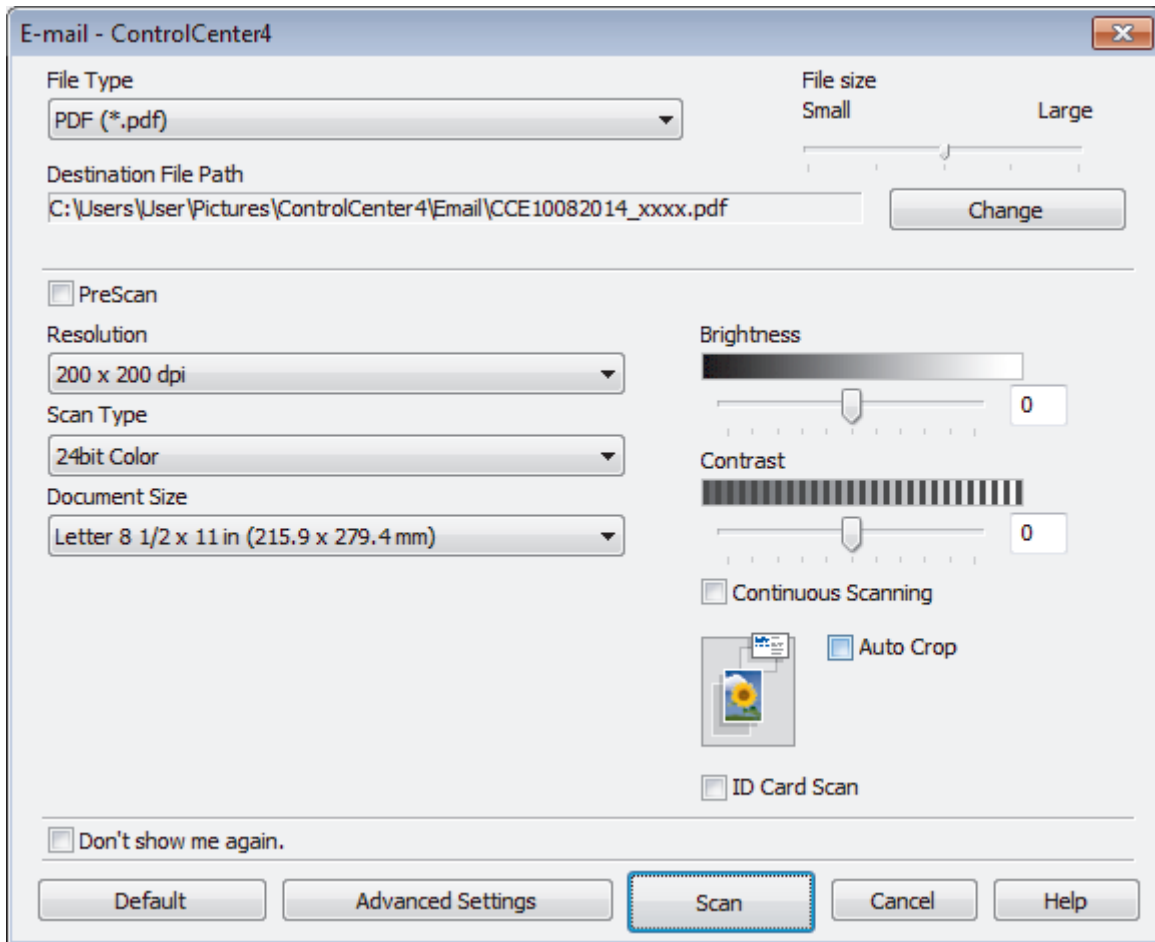 E-mail - ControlCenter4
File Type
File size
PDF (*.pdf)
Small
Large
Destination File Path
C:\Users\User\Pictures\ControlCenter4\Email\CCE10082014_xxxx.pdf
Change
PreScan
Resolution
Brightness
200 x 200 dpi
0
Scan Type
24bit Color
Contrast
Document Size
Letter 8 1/2 x 11 in (215.9 x 279.4 mm)
0
Continuous Scanning
Auto Crop
ID Card Scan
Don't show me again.
Default
Advanced Settings
Scan
Cancel
Help